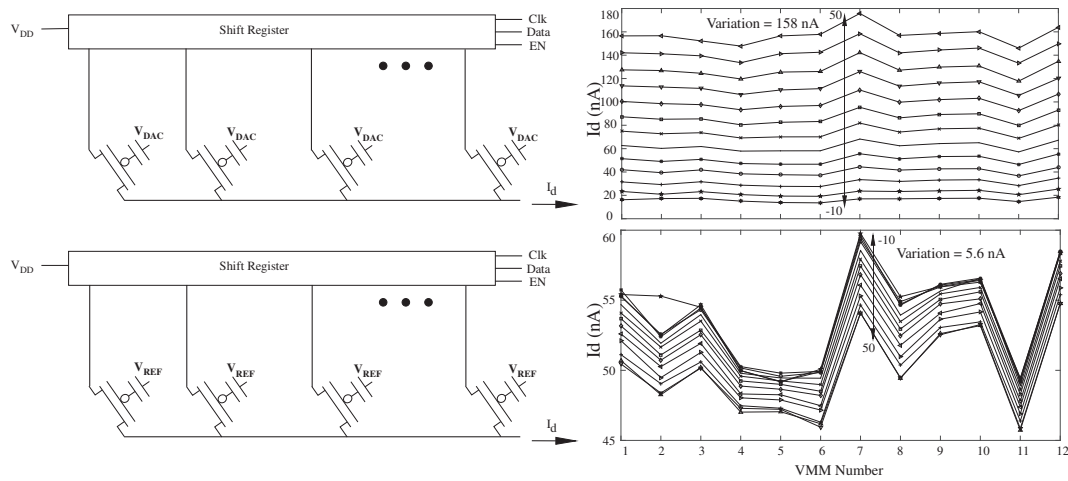 V_DD
Shift Register
Clk
Data
EN
V_DAC
V_DAC
V_DAC
V_DAC
I_d
V_DD
Shift Register
Clk
Data
EN
V_REF
V_REF
V_REF
V_REF
I_d
180
160
140
120
100
80
60
40
20
0
Id (nA)
Variation = 158 nA
50
-10
60
55
50
45
Id (nA)
-10
Variation = 5.6 nA
50
1 2 3 4 5 6 7 8 9 10 11 12
VMM Number